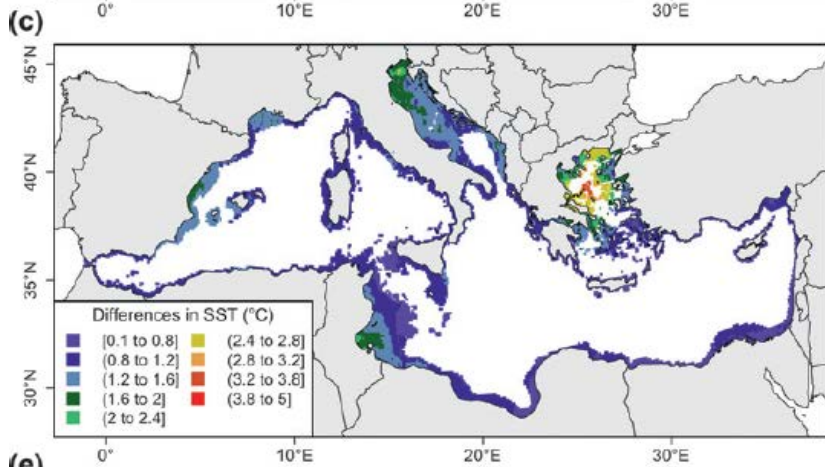 (c)
0° 10°E 20°E 30°E
45°N
40°N
35°N
30°N
Differences in SST (°C)
[0.1 to 0.8] (2.4 to 2.8]
(0.8 to 1.2] (2.8 to 3.2]
(1.2 to 1.6] (3.2 to 3.8]
(1.6 to 2] (3.8 to 5]
(2 to 2.4]
0° 10°E 20°E 30°E
(e)